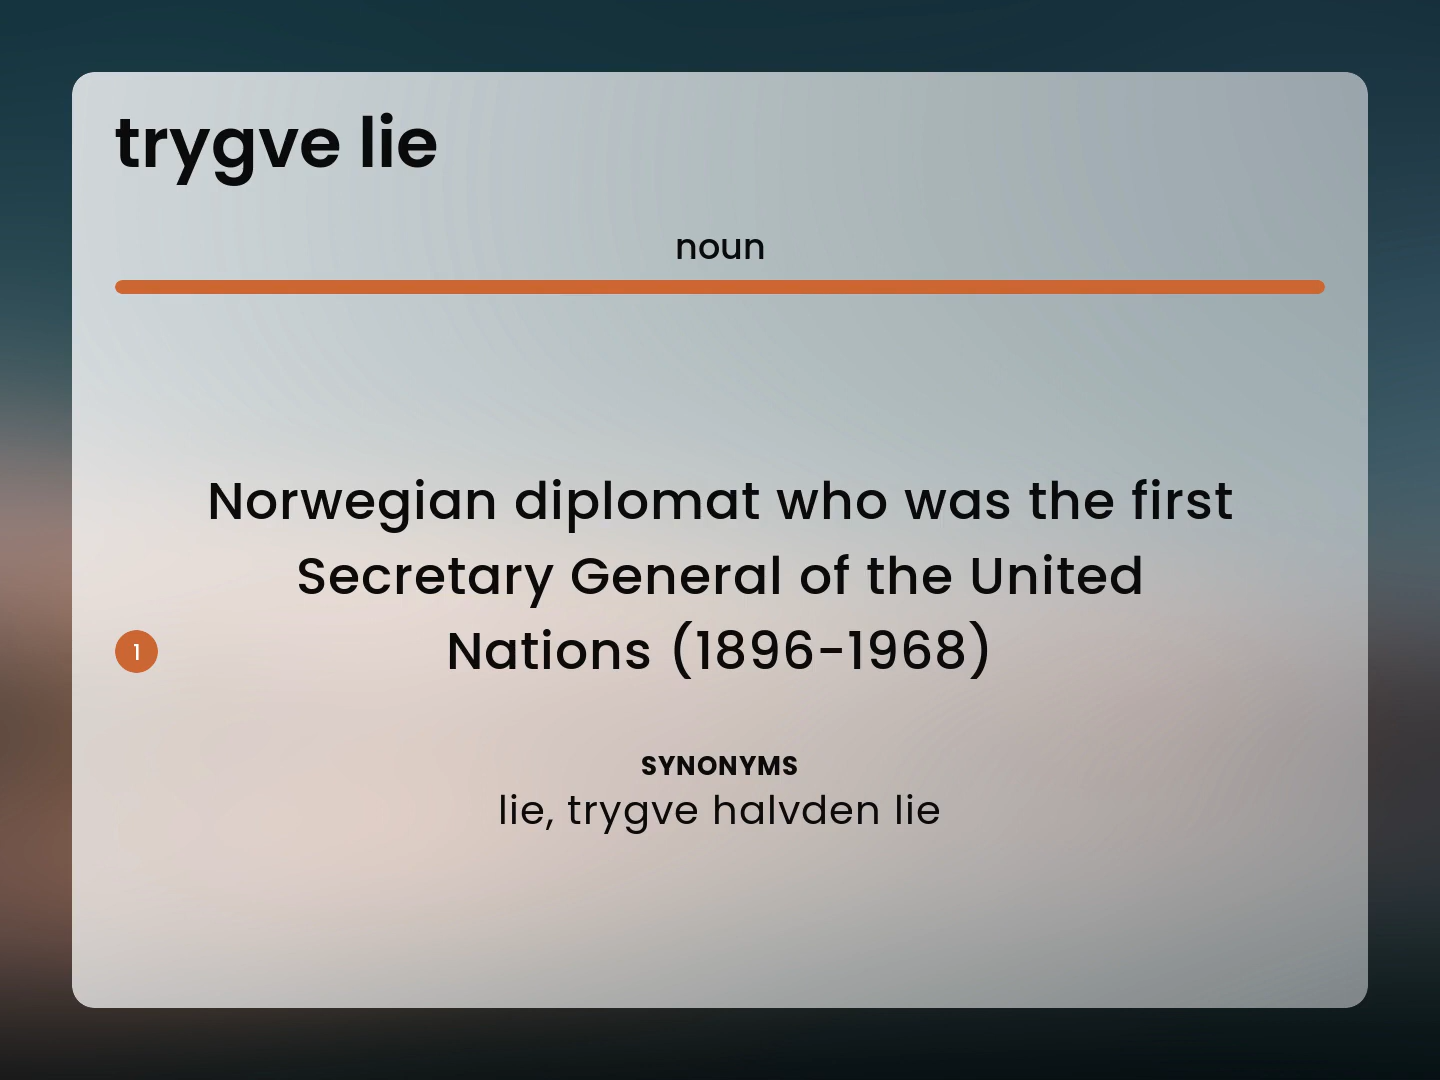 trygve lie
noun
Norwegian diplomat who was the first
Secretary General of the United
1 Nations (1896-1968)
SYNONYMS
lie, trygve halvden lie